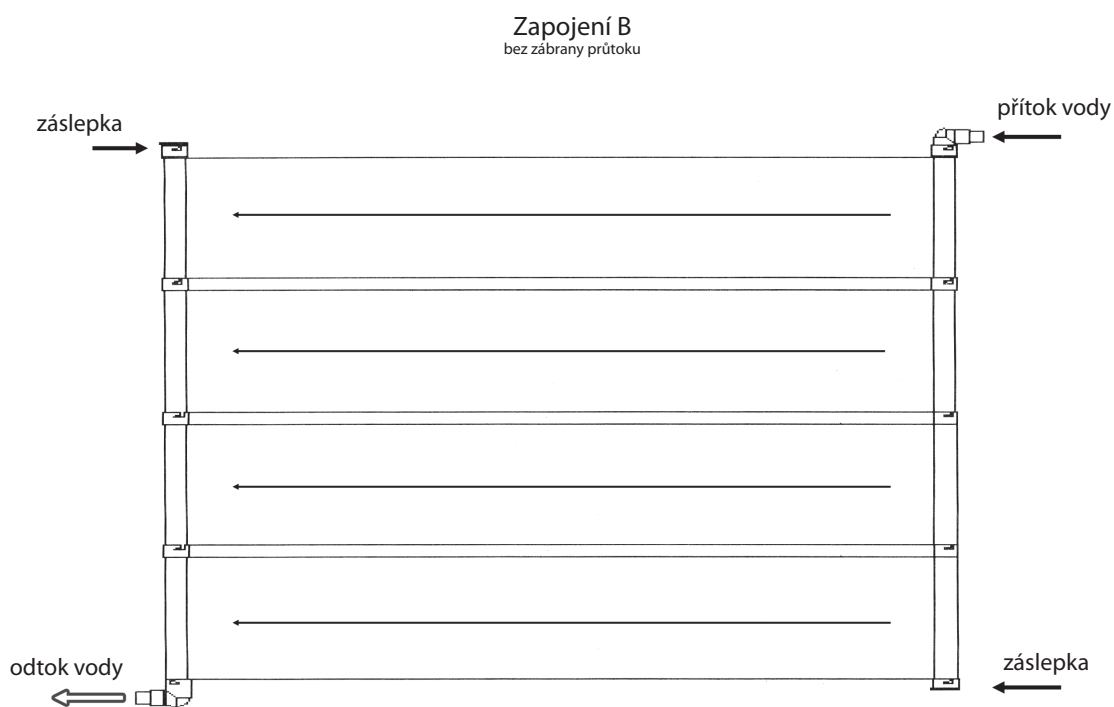 Zapojení B
bez zábrany průtoku
záslepka
přítok vody
odtok vody
záslepka